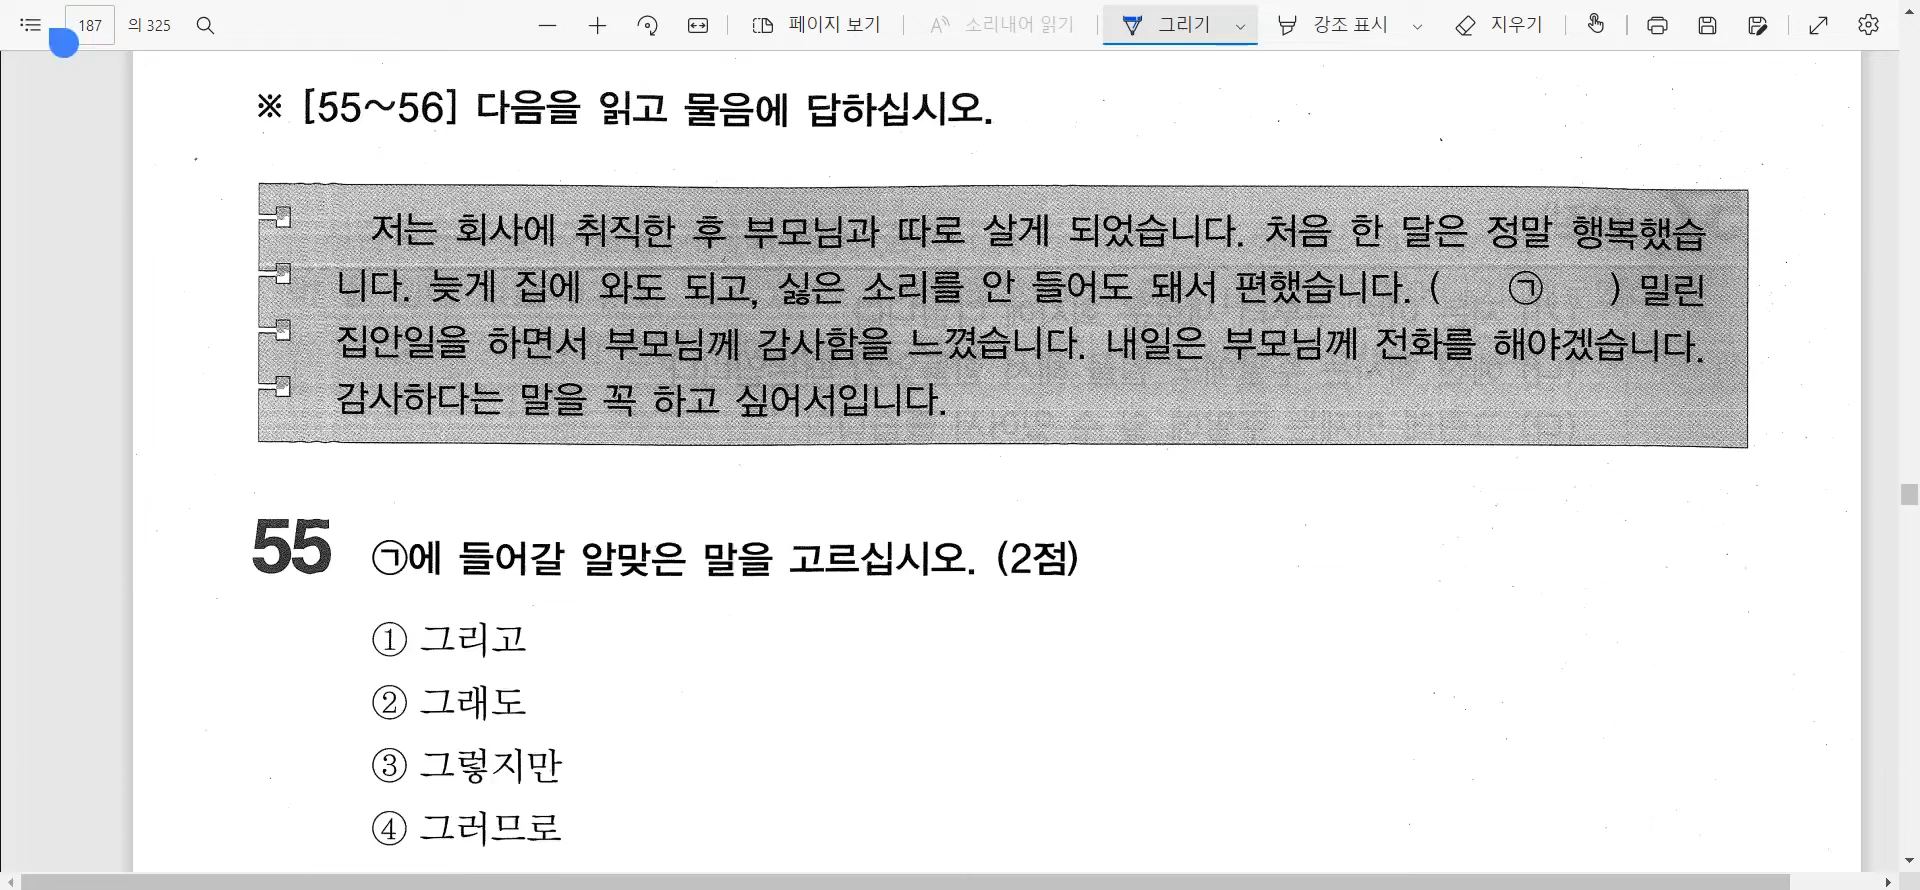 187 의 325 페이지 보기 소리내어 읽기 그리기 강조 표시 지우기
※ [55～56] 다음을 읽고 물음에 답하십시오.
저는 회사에 취직한 후 부모님과 따로 살게 되었습니다. 처음 한 달은 정말 행복했습
니다. 늦게 집에 와도 되고, 싫은 소리를 안 들어도 돼서 편했습니다. ( ㉠ ) 밀린
집안일을 하면서 부모님께 감사함을 느꼈습니다. 내일은 부모님께 전화를 해야겠습니다.
감사하다는 말을 꼭 하고 싶어서입니다.
55 ㉠에 들어갈 알맞은 말을 고르십시오. (2점)
① 그리고
② 그래도
③ 그렇지만
④ 그러므로